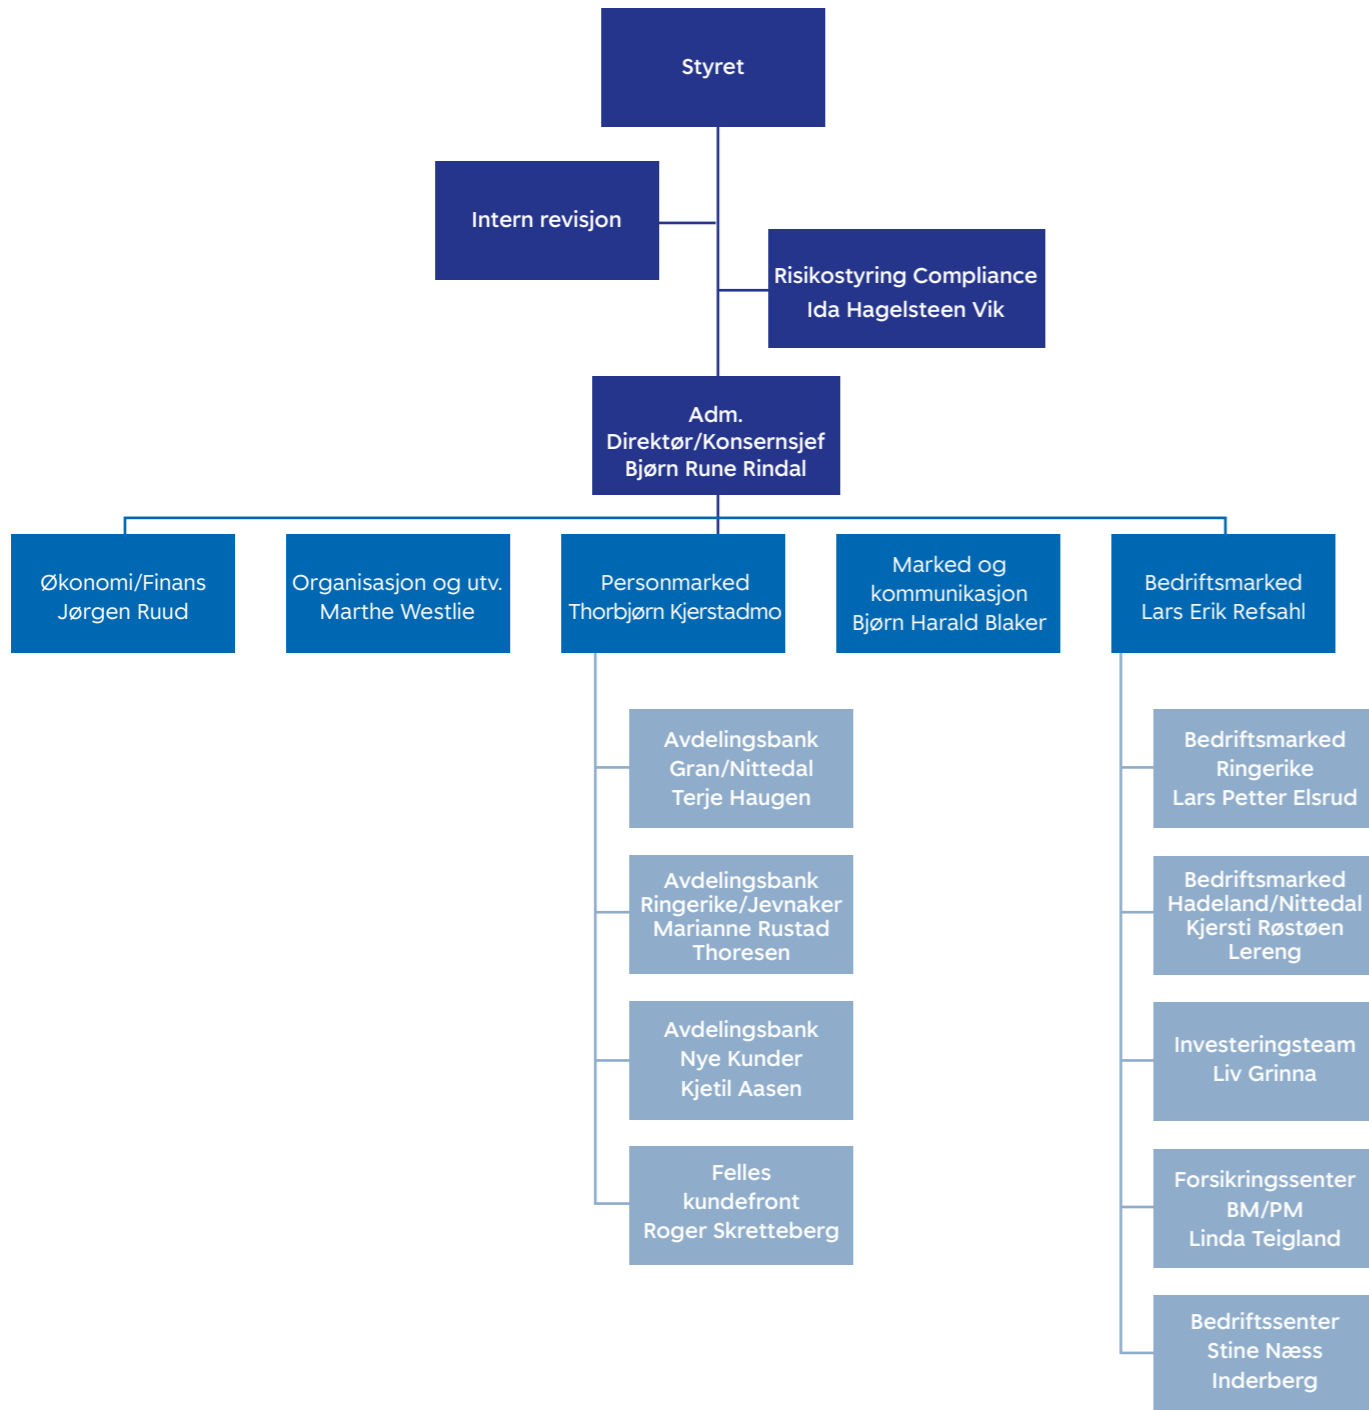 Styret
Intern revisjon
Risikostyring Compliance
Ida Hagelsteen Vik
Adm.
Direktør/Konsernsjef
Bjørn Rune Rindal
Økonomi/Finans
Jørgen Ruud
Organisasjon og utv.
Marthe Westlie
Personmarked
Thorbjørn Kjerstadmo
Marked og
kommunikasjon
Bjørn Harald Blaker
Bedriftsmarked
Lars Erik Refsahl
Avdelingsbank
Gran/Nittedal
Terje Haugen
Avdelingsbank
Ringerike/Jevnaker
Marianne Rustad
Thoresen
Avdelingsbank
Nye Kunder
Kjetil Aasen
Felles
kundefront
Roger Skretteberg
Bedriftsmarked
Ringerike
Lars Petter Elsrud
Bedriftsmarked
Hadeland/Nittedal
Kjersti Røstøen
Lereng
Investeringsteam
Liv Grinna
Forsikringssenter
BM/PM
Linda Teigland
Bedriftssenter
Stine Næss
Inderberg